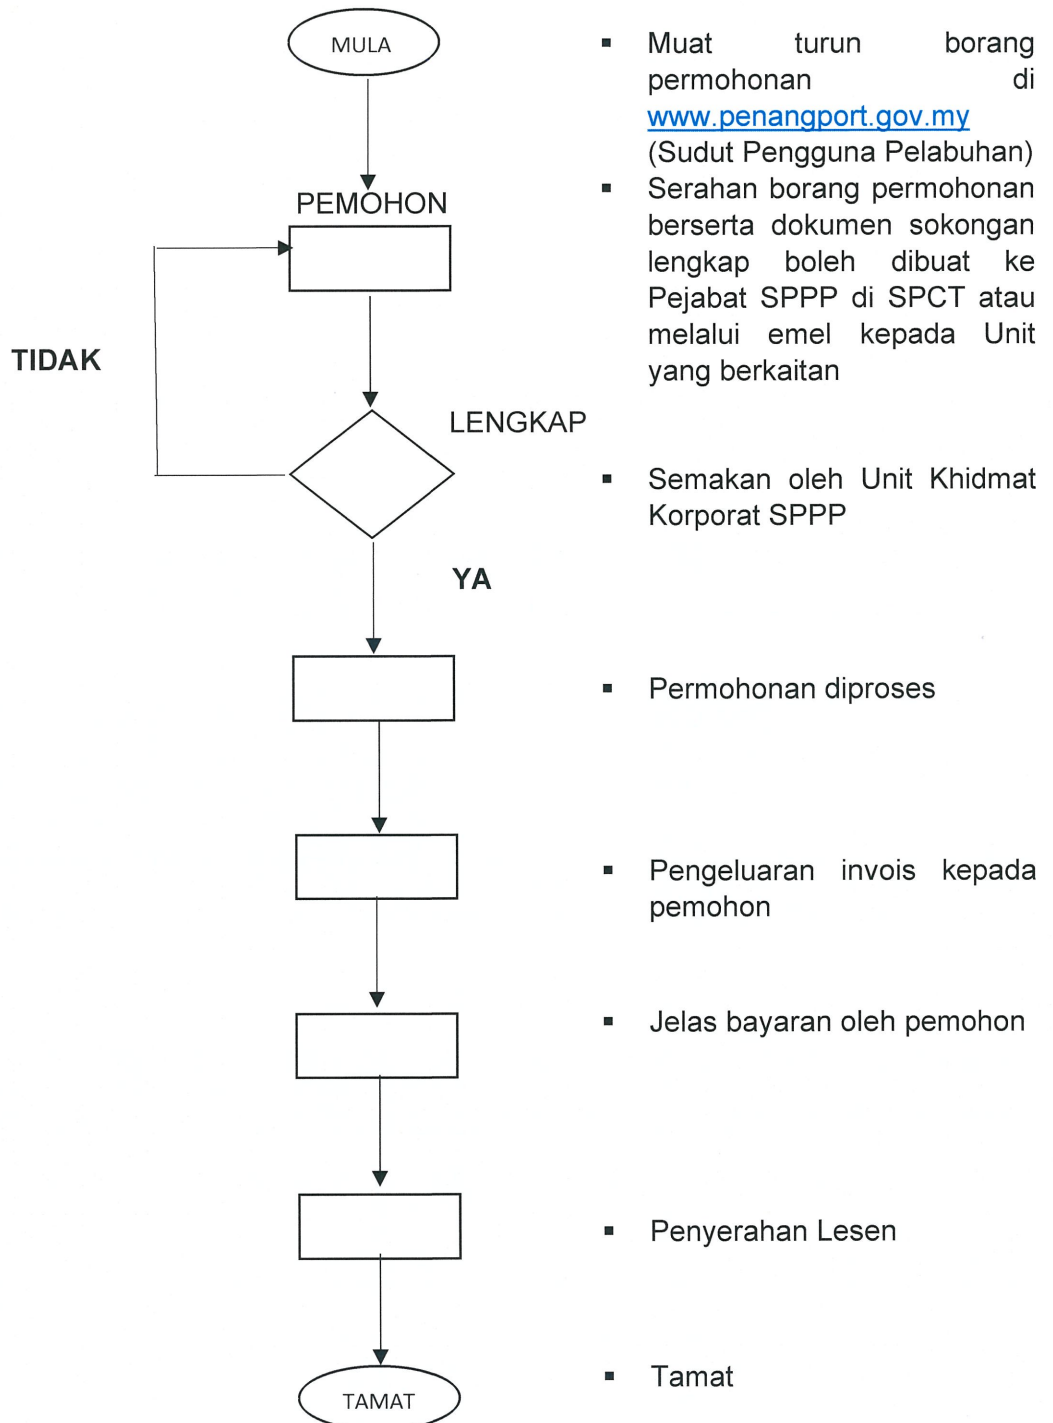 MULA
PEMOHON
TIDAK
LENGKAP
YA
TAMAT
▪ Muat turun borang
permohonan di
www.penangport.gov.my
(Sudut Pengguna Pelabuhan)
▪ Serahan borang permohonan
berserta dokumen sokongan
lengkap boleh dibuat ke
Pejabat SPPP di SPCT atau
melalui emel kepada Unit
yang berkaitan
▪ Semakan oleh Unit Khidmat
Korporat SPPP
▪ Permohonan diproses
▪ Pengeluaran invois kepada
pemohon
▪ Jelas bayaran oleh pemohon
▪ Penyerahan Lesen
▪ Tamat